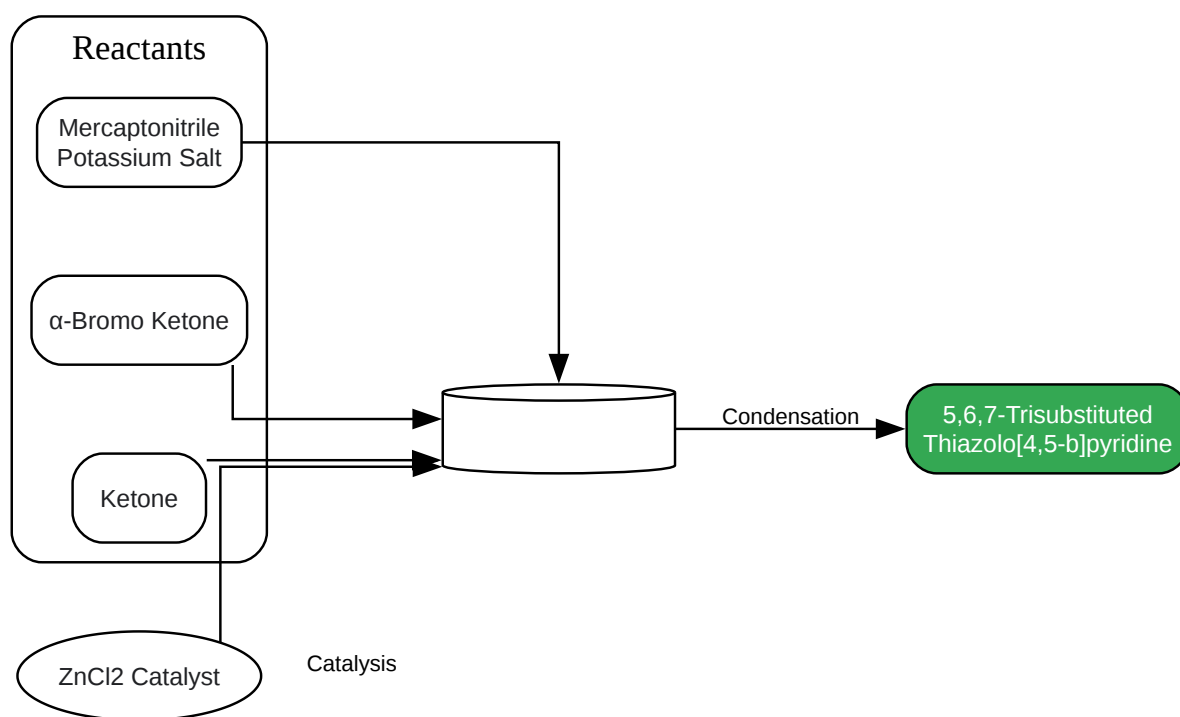 Reactants
Mercaptonitrile
Potassium Salt
α-Bromo Ketone
Ketone
ZnCl2 Catalyst
Catalysis
Condensation
5,6,7-Trisubstituted
Thiazolo[4,5-b]pyridine